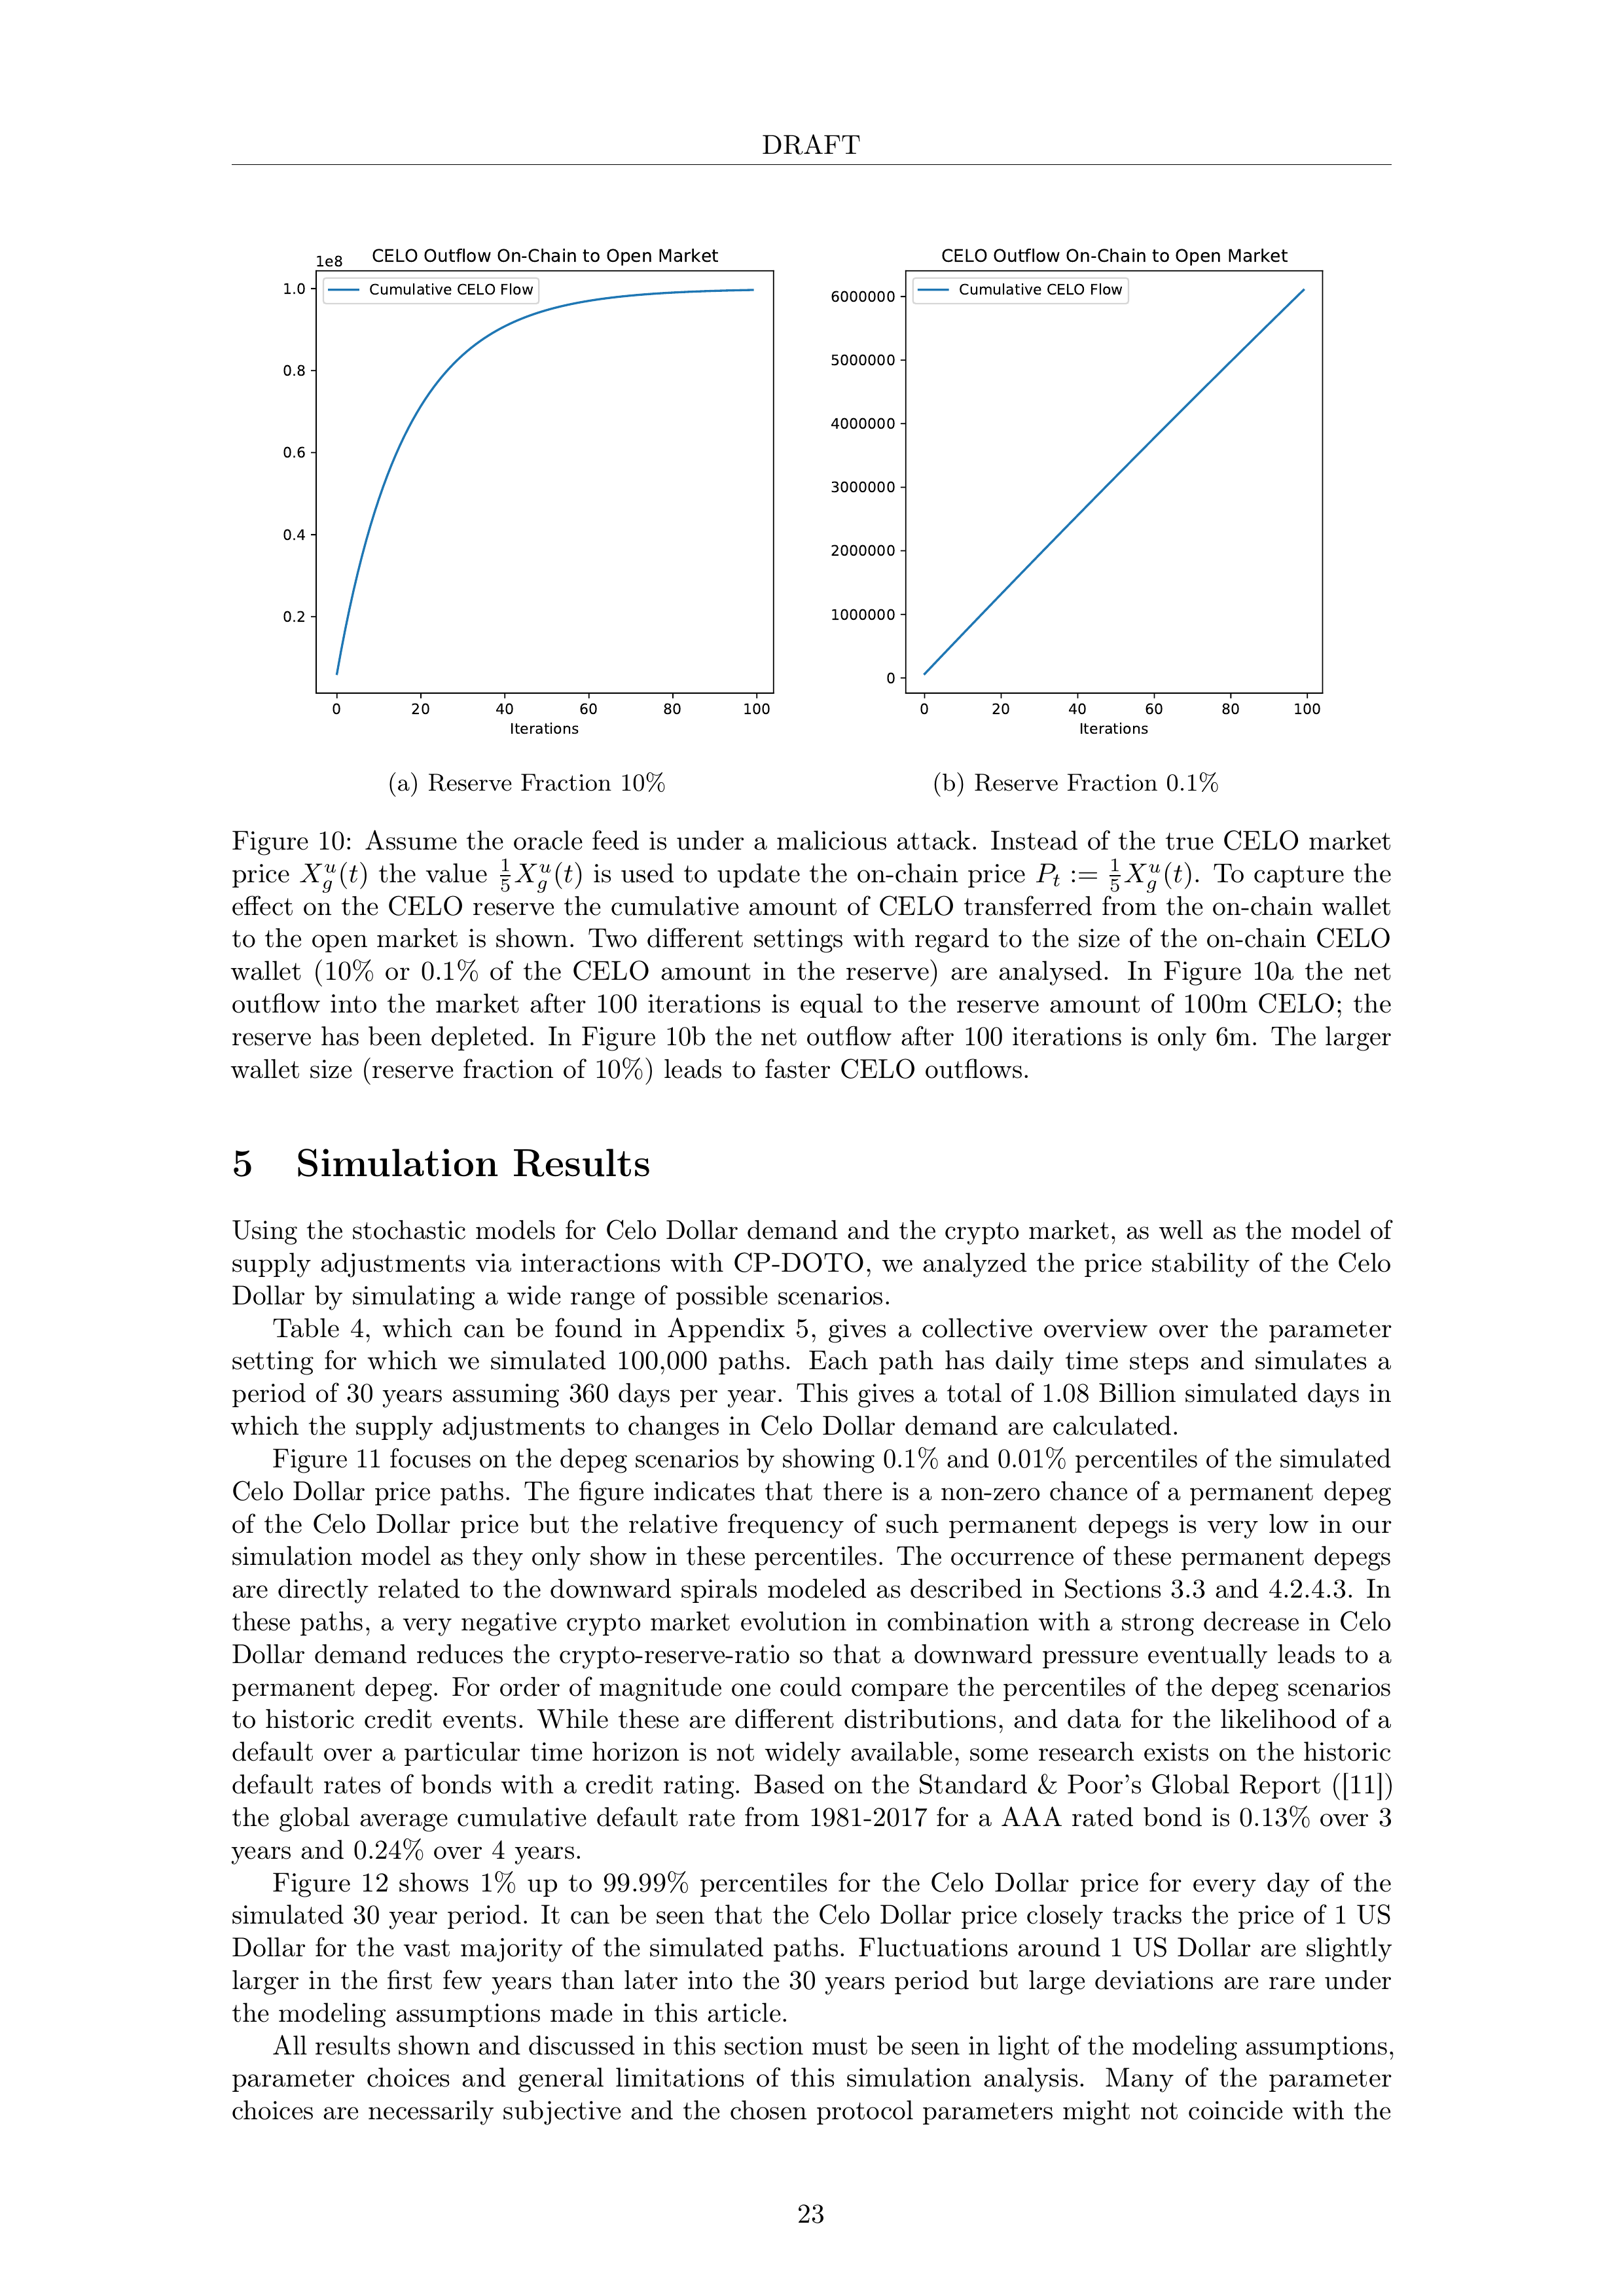 DRAFT
CELO Outflow On-Chain to Open Market
1e8
Cumulative CELO Flow
1.0
0.8
0.6
0.4
0.2
0 20 40 60 80 100
Iterations
(a) Reserve Fraction 10%
CELO Outflow On-Chain to Open Market
Cumulative CELO Flow
6000000
5000000
4000000
3000000
2000000
1000000
0
0 20 40 60 80 100
Iterations
(b) Reserve Fraction 0.1%
Figure 10: Assume the oracle feed is under a malicious attack. Instead of the true CELO market
price $X_g^u(t)$ the value $\frac{1}{5}X_g^u(t)$ is used to update the on-chain price $P_t := \frac{1}{5}X_g^u(t)$. To capture the
effect on the CELO reserve the cumulative amount of CELO transferred from the on-chain wallet
to the open market is shown. Two different settings with regard to the size of the on-chain CELO
wallet (10% or 0.1% of the CELO amount in the reserve) are analysed. In Figure 10a the net
outflow into the market after 100 iterations is equal to the reserve amount of 100m CELO; the
reserve has been depleted. In Figure 10b the net outflow after 100 iterations is only 6m. The larger
wallet size (reserve fraction of 10%) leads to faster CELO outflows.
5 Simulation Results
Using the stochastic models for Celo Dollar demand and the crypto market, as well as the model of
supply adjustments via interactions with CP-DOTO, we analyzed the price stability of the Celo
Dollar by simulating a wide range of possible scenarios.
Table 4, which can be found in Appendix 5, gives a collective overview over the parameter
setting for which we simulated 100,000 paths. Each path has daily time steps and simulates a
period of 30 years assuming 360 days per year. This gives a total of 1.08 Billion simulated days in
which the supply adjustments to changes in Celo Dollar demand are calculated.
Figure 11 focuses on the depeg scenarios by showing 0.1% and 0.01% percentiles of the simulated
Celo Dollar price paths. The figure indicates that there is a non-zero chance of a permanent depeg
of the Celo Dollar price but the relative frequency of such permanent depegs is very low in our
simulation model as they only show in these percentiles. The occurrence of these permanent depegs
are directly related to the downward spirals modeled as described in Sections 3.3 and 4.2.4.3. In
these paths, a very negative crypto market evolution in combination with a strong decrease in Celo
Dollar demand reduces the crypto-reserve-ratio so that a downward pressure eventually leads to a
permanent depeg. For order of magnitude one could compare the percentiles of the depeg scenarios
to historic credit events. While these are different distributions, and data for the likelihood of a
default over a particular time horizon is not widely available, some research exists on the historic
default rates of bonds with a credit rating. Based on the Standard & Poor's Global Report ([11])
the global average cumulative default rate from 1981-2017 for a AAA rated bond is 0.13% over 3
years and 0.24% over 4 years.
Figure 12 shows 1% up to 99.99% percentiles for the Celo Dollar price for every day of the
simulated 30 year period. It can be seen that the Celo Dollar price closely tracks the price of 1 US
Dollar for the vast majority of the simulated paths. Fluctuations around 1 US Dollar are slightly
larger in the first few years than later into the 30 years period but large deviations are rare under
the modeling assumptions made in this article.
All results shown and discussed in this section must be seen in light of the modeling assumptions,
parameter choices and general limitations of this simulation analysis. Many of the parameter
choices are necessarily subjective and the chosen protocol parameters might not coincide with the
23